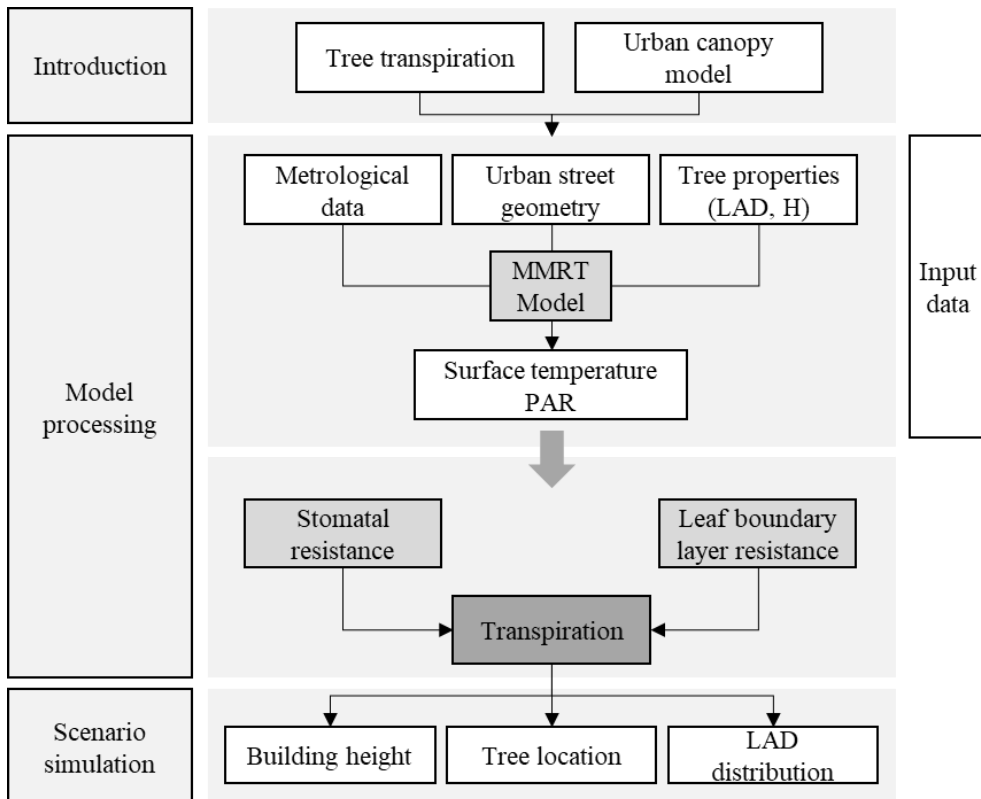 Introduction
Tree transpiration
Urban canopy
model
Model
processing
Metrological
data
Urban street
geometry
Tree properties
(LAD, H)
MMRT
Model
Surface temperature
PAR
Input
data
Stomatal
resistance
Leaf boundary
layer resistance
Transpiration
Scenario
simulation
Building height
Tree location
LAD
distribution